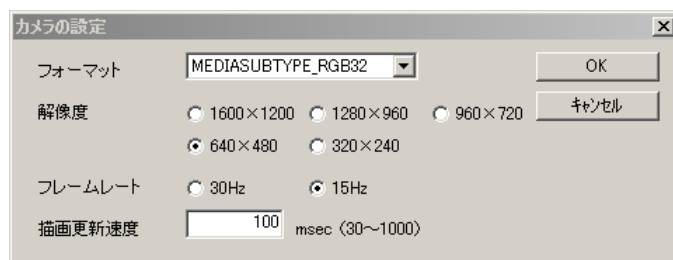 カメラの設定
フォーマット MEDIASUBTYPE_RGB32 OK
解像度 1600×1200 1280×960 960×720 キャンセル
640×480 320×240
フレームレート 30Hz 15Hz
描画更新速度 100 msec (30～1000)